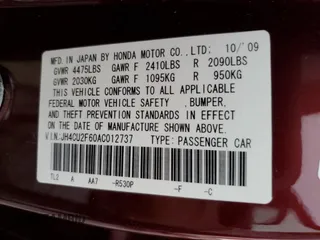 MFD. IN JAPAN BY HONDA MOTOR CO.,LTD. 10/'09
GVWR 4475LBS GAWR F 2410LBS R 2090LBS
GVWR 2030KG GAWR F 1095KG R 950KG
THIS VEHICLE CONFORMS TO ALL APPLICABLE
FEDERAL MOTOR VEHICLE SAFETY, BUMPER,
AND THEFT PREVENTION STANDARDS IN EFFECT ON
THE DATE OF MANUFACTURE SHOWN ABOVE.
V.I.N: JH4CU2F60AC012737 TYPE: PASSENGER CAR
TL2 A AA7 -R530P -F -C